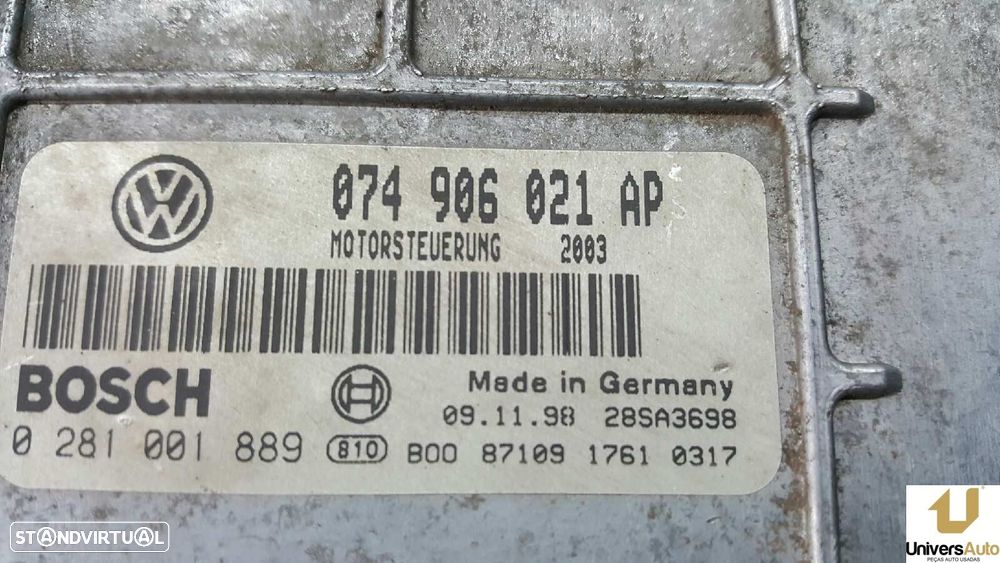 074 906 021 AP
MOTORSTEUERUNG 2003
BOSCH
Made in Germany
09.11.98 28SA3698
0 281 001 889 810 B00 87109 1761 0317
STANDVIRTUAL
UniversAuto
PEÇAS AUTO USADAS